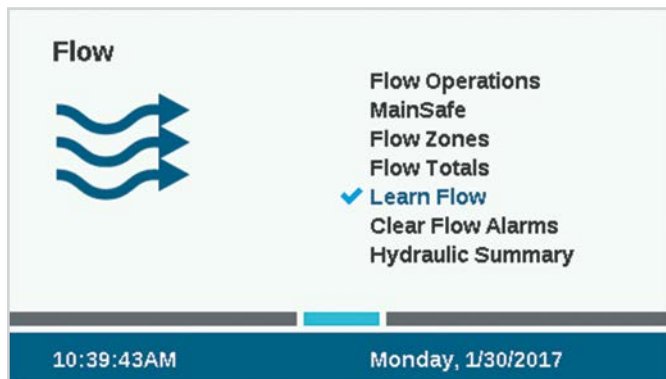 Flow
Flow Operations
MainSafe
Flow Zones
Flow Totals
Learn Flow
Clear Flow Alarms
Hydraulic Summary
10:39:43AM
Monday, 1/30/2017